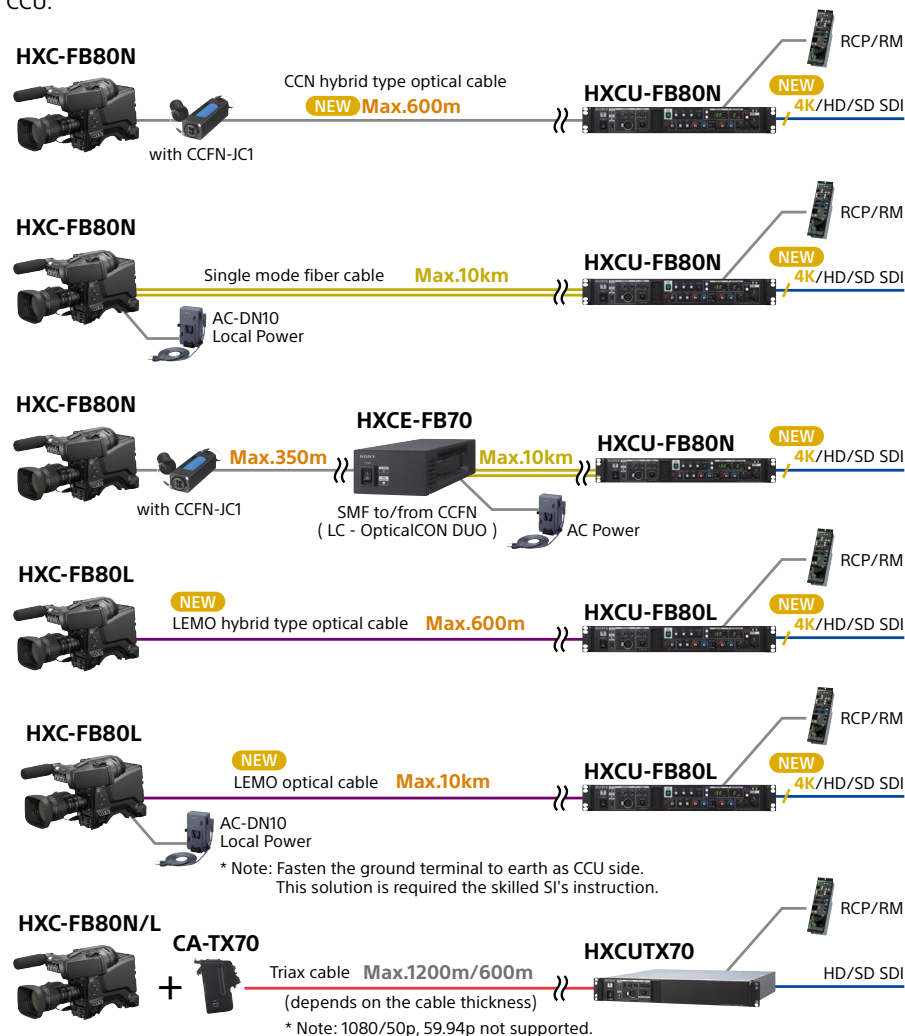 CCU.
HXC-FB80N
CCN hybrid type optical cable
NEW Max.600m
with CCFN-JC1
HXCU-FB80N
RCP/RM
NEW
4K/HD/SD SDI
HXC-FB80N
Single mode fiber cable Max.10km
AC-DN10
Local Power
HXCU-FB80N
RCP/RM
NEW
4K/HD/SD SDI
HXC-FB80N
Max.350m
with CCFN-JC1
HXCE-FB70
SONY
SMF to/from CCFN
( LC - OpticalCON DUO )
Max.10km
AC Power
HXCU-FB80N
NEW
4K/HD/SD SDI
HXC-FB80L
NEW
LEMO hybrid type optical cable Max.600m
HXCU-FB80L
RCP/RM
NEW
4K/HD/SD SDI
HXC-FB80L
NEW
LEMO optical cable Max.10km
AC-DN10
Local Power
HXCU-FB80L
RCP/RM
NEW
4K/HD/SD SDI
* Note: Fasten the ground terminal to earth as CCU side.
This solution is required the skilled SI's instruction.
HXC-FB80N/L
+
CA-TX70
Triax cable Max.1200m/600m
(depends on the cable thickness)
* Note: 1080/50p, 59.94p not supported.
HXCUTX70
RCP/RM
HD/SD SDI